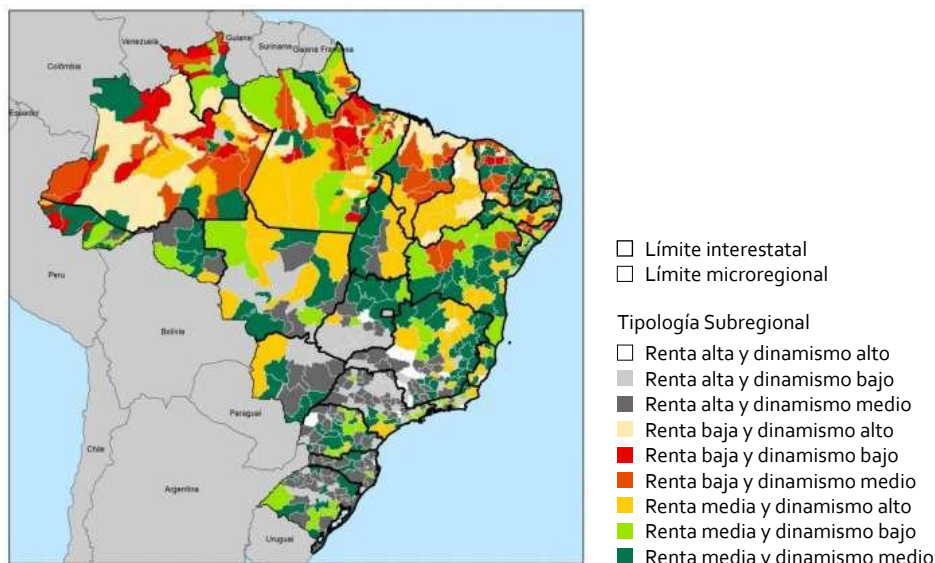 Venezuela
Guiana
Suriname
Guiana Francesa
Colômbia
Equador
Peru
Bolívia
Paraguai
Chile
Argentina
Uruguai
Límite interestatal
Límite microregional
Tipología Subregional
Renta alta y dinamismo alto
Renta alta y dinamismo bajo
Renta alta y dinamismo medio
Renta baja y dinamismo alto
Renta baja y dinamismo bajo
Renta baja y dinamismo medio
Renta media y dinamismo alto
Renta media y dinamismo bajo
Renta media y dinamismo medio